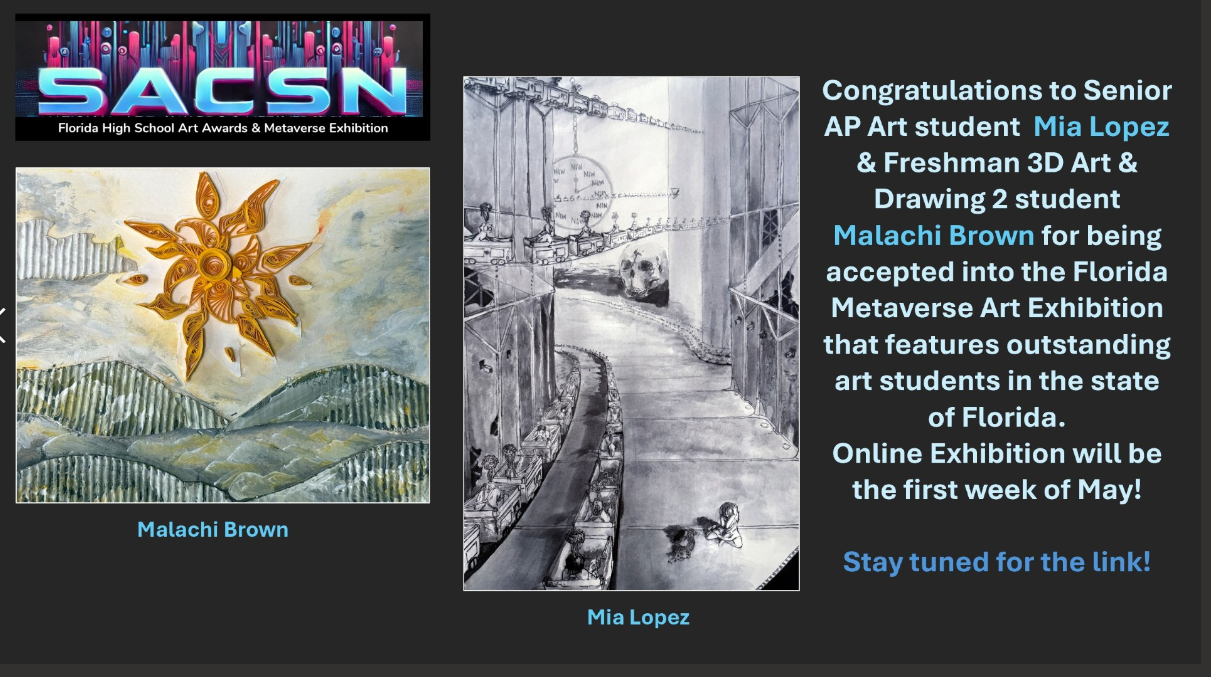 SACSN
Florida High School Art Awards & Metaverse Exhibition
Malachi Brown
Mia Lopez
Congratulations to Senior
AP Art student Mia Lopez
& Freshman 3D Art &
Drawing 2 student
Malachi Brown for being
accepted into the Florida
Metaverse Art Exhibition
that features outstanding
art students in the state
of Florida.
Online Exhibition will be
the first week of May!
Stay tuned for the link!